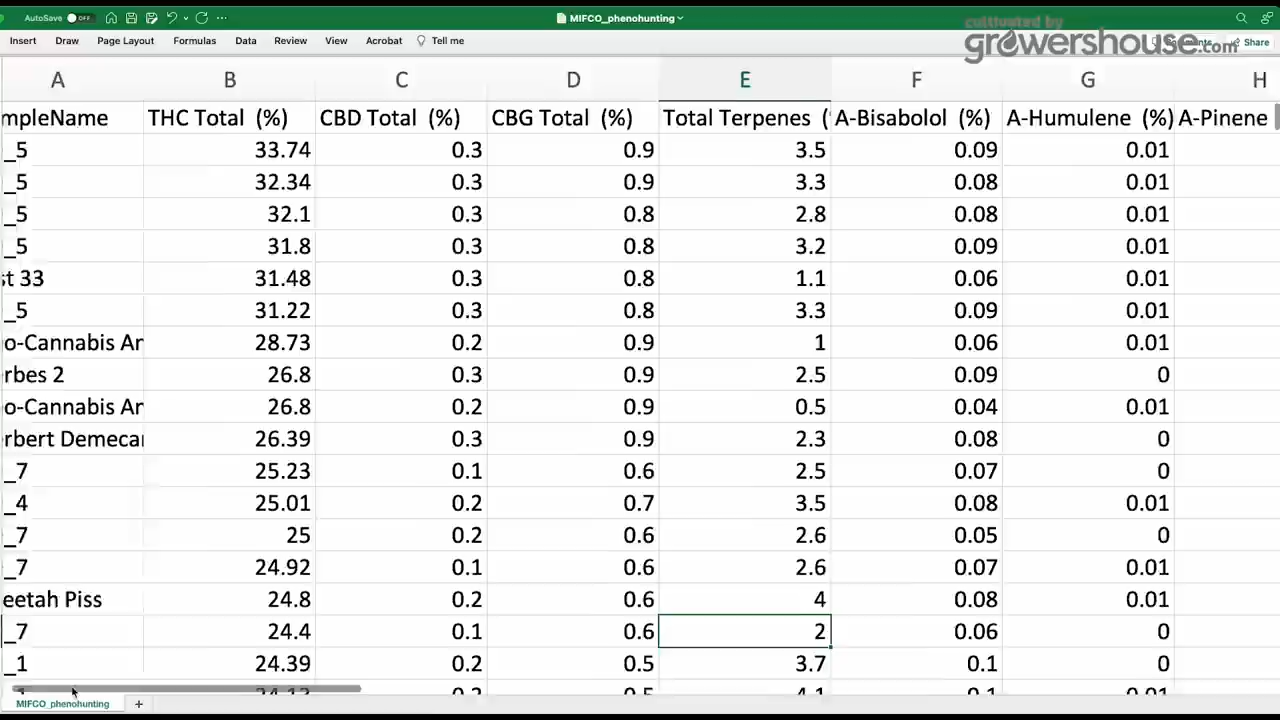 AutoSave OFF MIFCO_phenohunting
cultivated by
growershouse.com
Insert Draw Page Layout Formulas Data Review View Acrobat Tell me Comments Share
A B C D E F G H
mpleName THC Total (%) CBD Total (%) CBG Total (%) Total Terpenes ( A-Bisabolol (%) A-Humulene (%) A-Pinene
_5 33.74 0.3 0.9 3.5 0.09 0.01
_5 32.34 0.3 0.9 3.3 0.08 0.01
_5 32.1 0.3 0.8 2.8 0.08 0.01
_5 31.8 0.3 0.8 3.2 0.09 0.01
st 33 31.48 0.3 0.8 1.1 0.06 0.01
_5 31.22 0.3 0.8 3.3 0.09 0.01
o-Cannabis Ar 28.73 0.2 0.9 1 0.06 0.01
rbes 2 26.8 0.3 0.9 2.5 0.09 0
o-Cannabis Ar 26.8 0.2 0.9 0.5 0.04 0.01
rbert Demecar 26.39 0.3 0.9 2.3 0.08 0
_7 25.23 0.1 0.6 2.5 0.07 0
_4 25.01 0.2 0.7 3.5 0.08 0.01
_7 25 0.2 0.6 2.6 0.05 0
_7 24.92 0.1 0.6 2.6 0.07 0.01
eetah Piss 24.8 0.2 0.6 4 0.08 0.01
_7 24.4 0.1 0.6 2 0.06 0
_1 24.39 0.2 0.5 3.7 0.1 0
_1 24.13 0.2 0.5 4.1 0.1 0.01
MIFCO_phenohunting +